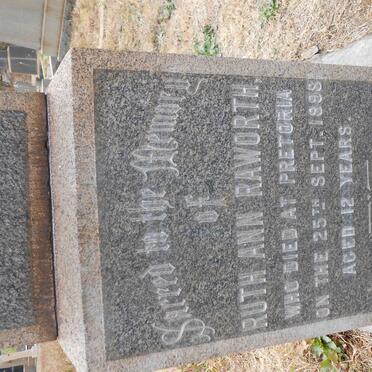 Sacred to the Memory
of
RUTH ANN RAWORTH
WHO DIED AT PRETORIA
ON THE 25TH SEPT. 1898
AGED 12 YEARS.